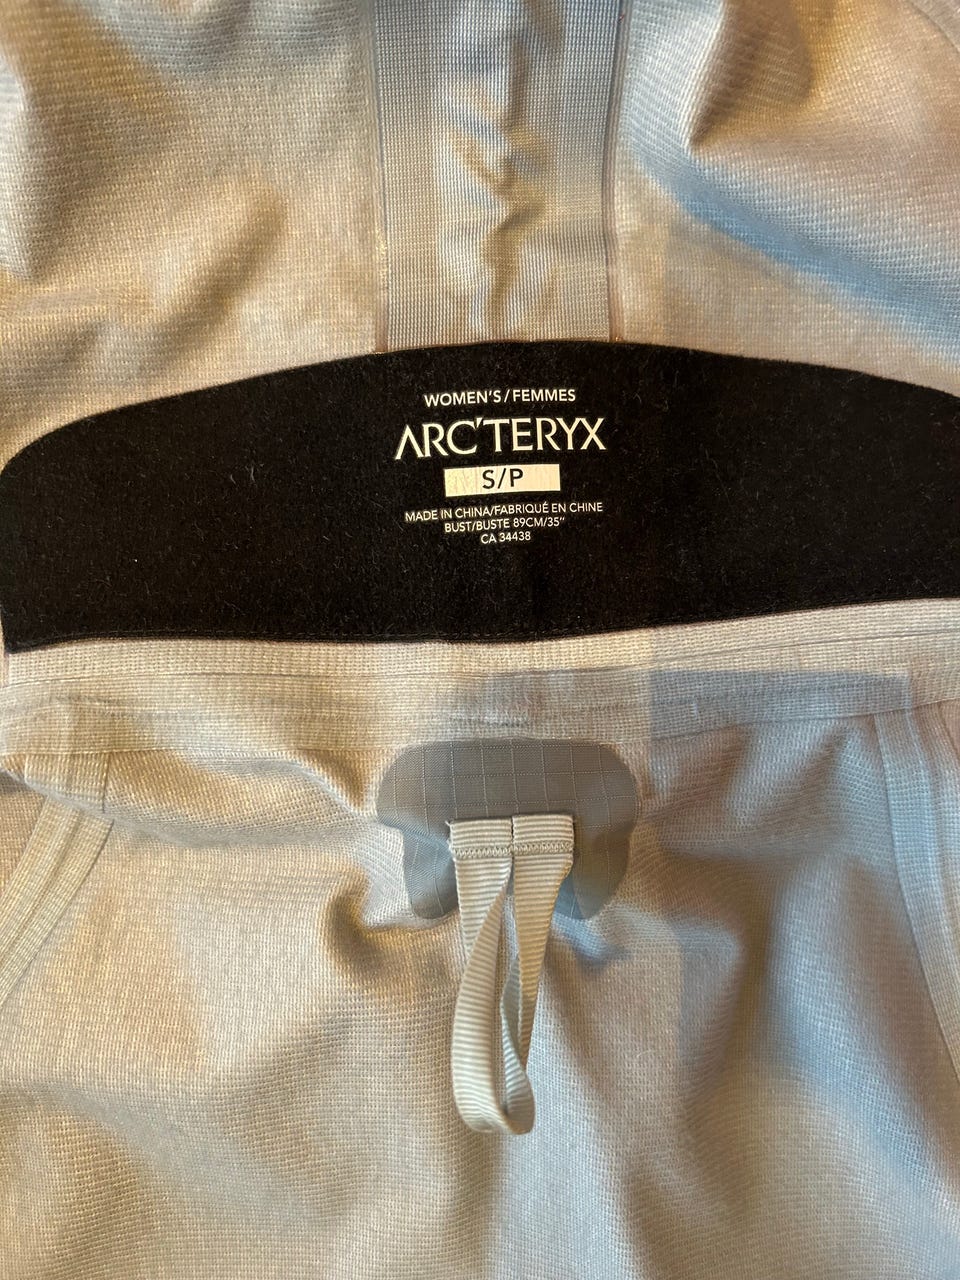 WOMEN'S/FEMMES
ARC'TERYX
S/P
MADE IN CHINA/FABRIQUÉ EN CHINE
BUST/BUSTE 89CM/35"
CA 34438